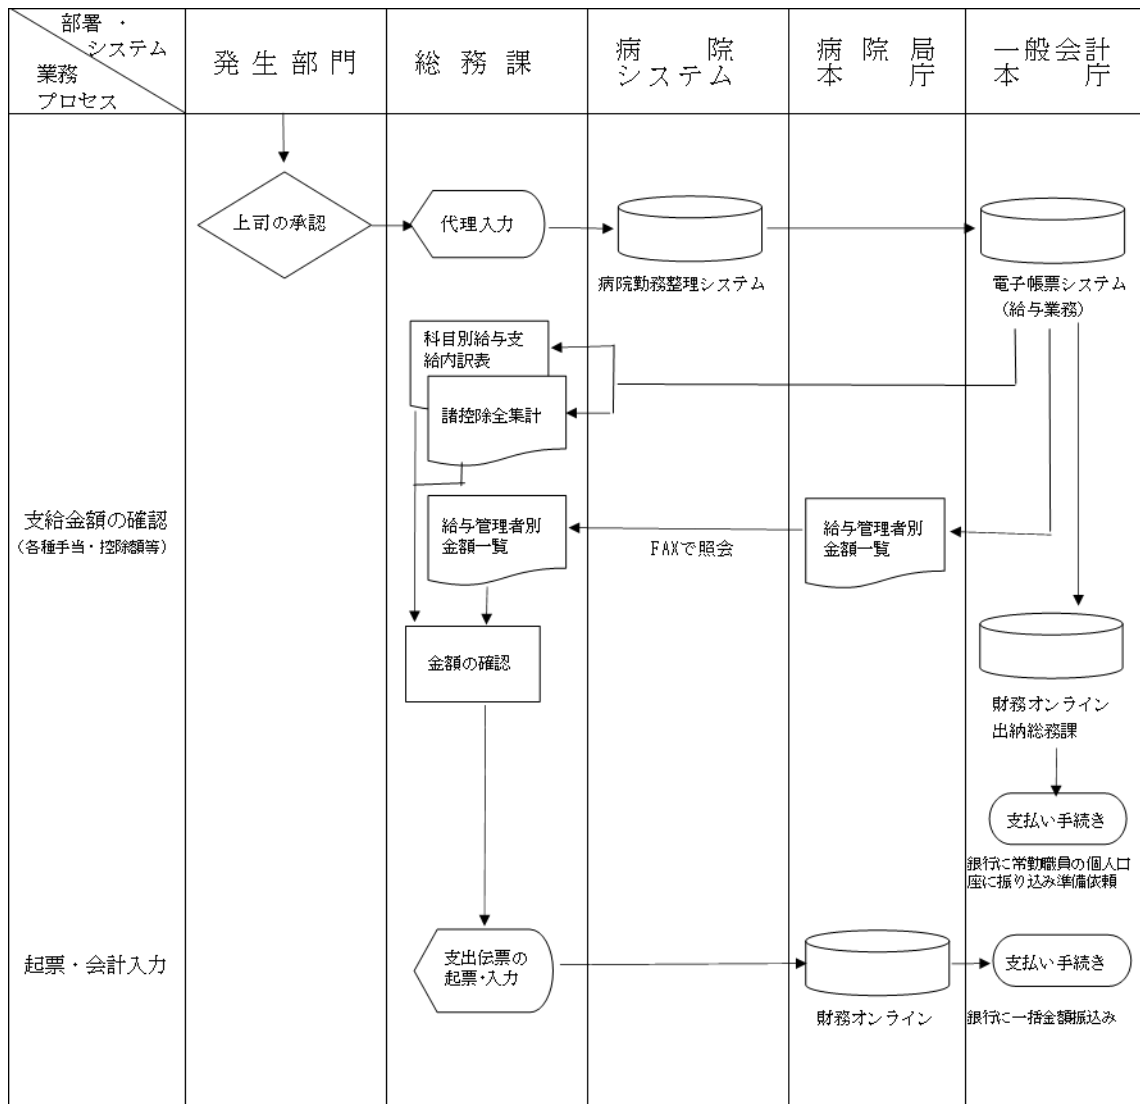 部署・
システム
業務
プロセス
発生部門
総務課
病院
システム
病院局
本庁
一般会計
本庁
上司の承認
代理入力
病院勤務整理システム
電子帳票システム
(給与業務)
科目別給与支
給内訳表
諸控除全集計
支給金額の確認
(各種手当・控除額等)
給与管理者別
金額一覧
FAXで照会
給与管理者別
金額一覧
金額の確認
財務オンライン
出納総務課
支払い手続き
銀行に常勤職員の個人口
座に振り込み準備依頼
起票・会計入力
支出伝票の
起票・入力
財務オンライン
支払い手続き
銀行に一括金額振込み